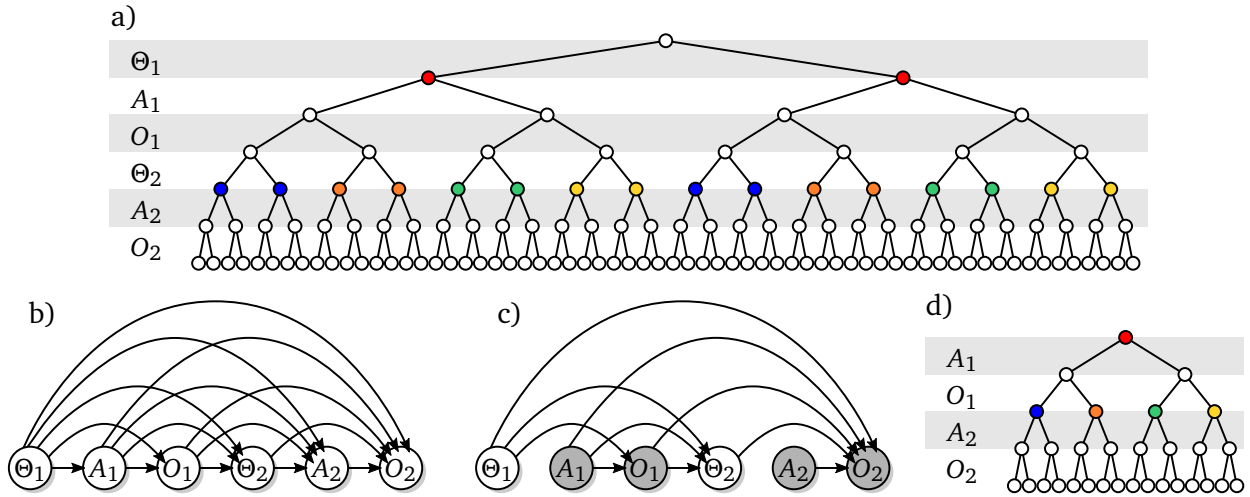 a)
Θ₁
A₁
O₁
Θ₂
A₂
O₂
b)
c)
d)
Θ₁ A₁ O₁ Θ₂ A₂ O₂
Θ₁ A₁ O₁ Θ₂ A₂ O₂
A₁
O₁
A₂
O₂